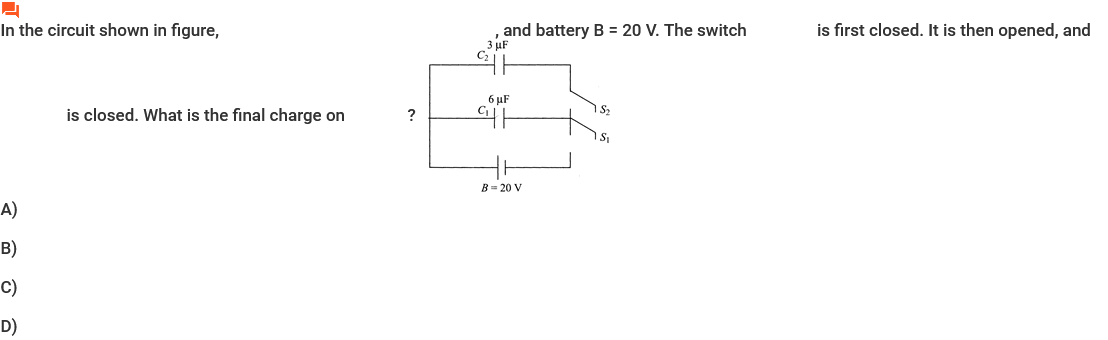 In the circuit shown in figure, , and battery B = 20 V. The switch is first closed. It is then opened, and
3 μF
C₂
6 μF
C₁
S₂
is closed. What is the final charge on ?
S₁
B = 20 V
A)
B)
C)
D)